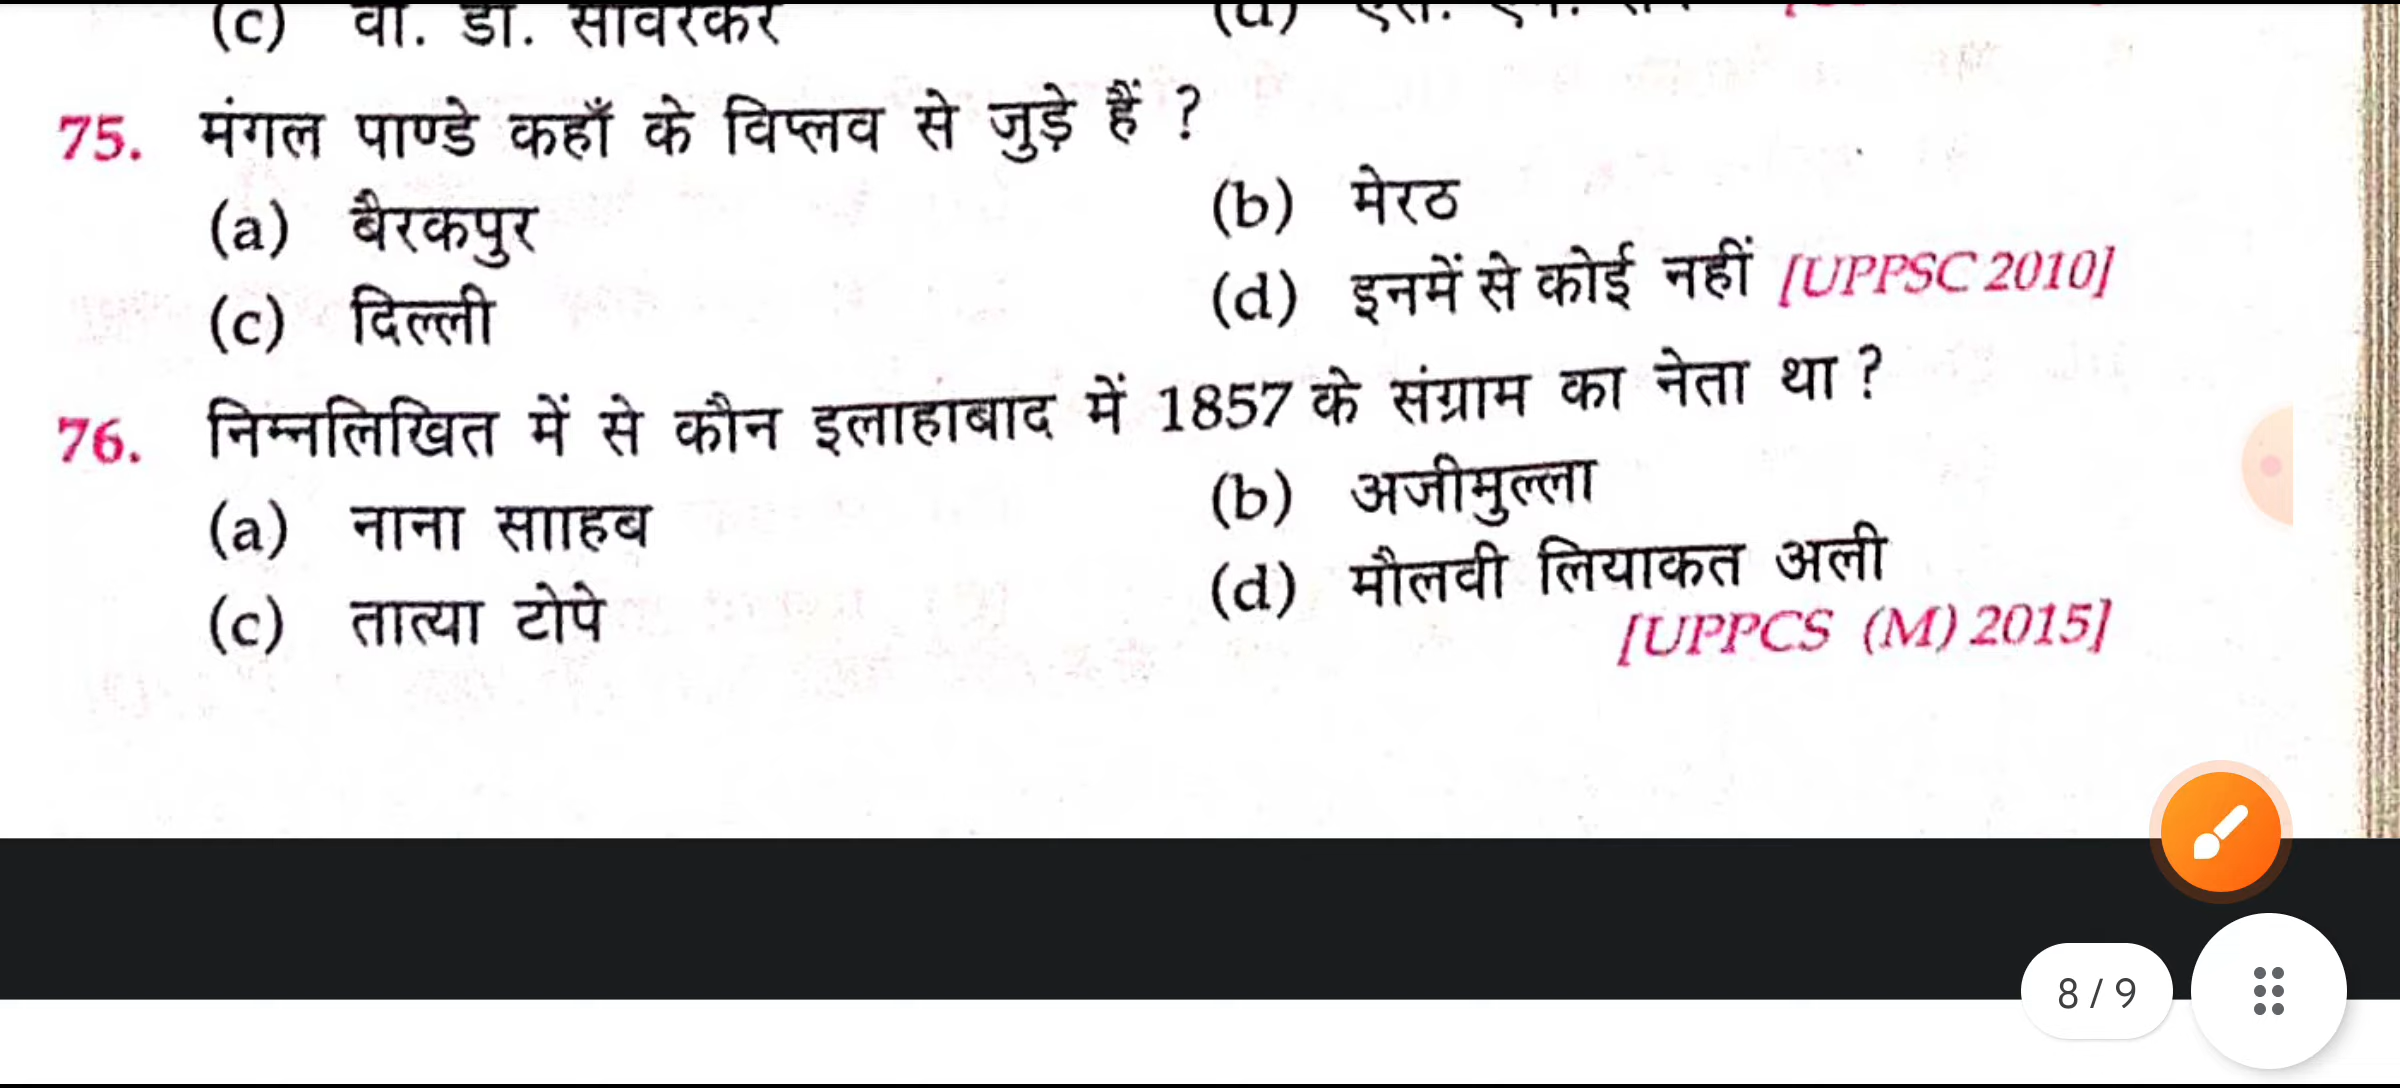 (c) वी. डी. सावरकर (d)
75. मंगल पाण्डे कहाँ के विप्लव से जुड़े हैं ?
(a) बैरकपुर (b) मेरठ
(c) दिल्ली (d) इनमें से कोई नहीं [UPPSC 2010]
76. निम्नलिखित में से कौन इलाहाबाद में 1857 के संग्राम का नेता था ?
(a) नाना सााहब (b) अजीमुल्ला
(c) तात्या टोपे (d) मौलवी लियाकत अली
[UPPCS (M) 2015]
8 / 9